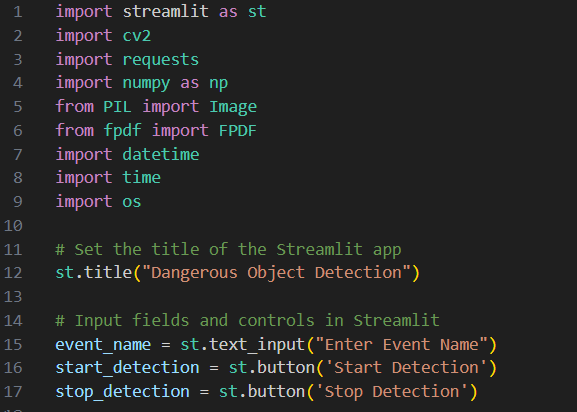 1 import streamlit as st
2 import cv2
3 import requests
4 import numpy as np
5 from PIL import Image
6 from fpdf import FPDF
7 import datetime
8 import time
9 import os
10
11 # Set the title of the Streamlit app
12 st.title("Dangerous Object Detection")
13
14 # Input fields and controls in Streamlit
15 event_name = st.text_input("Enter Event Name")
16 start_detection = st.button('Start Detection')
17 stop_detection = st.button('Stop Detection')